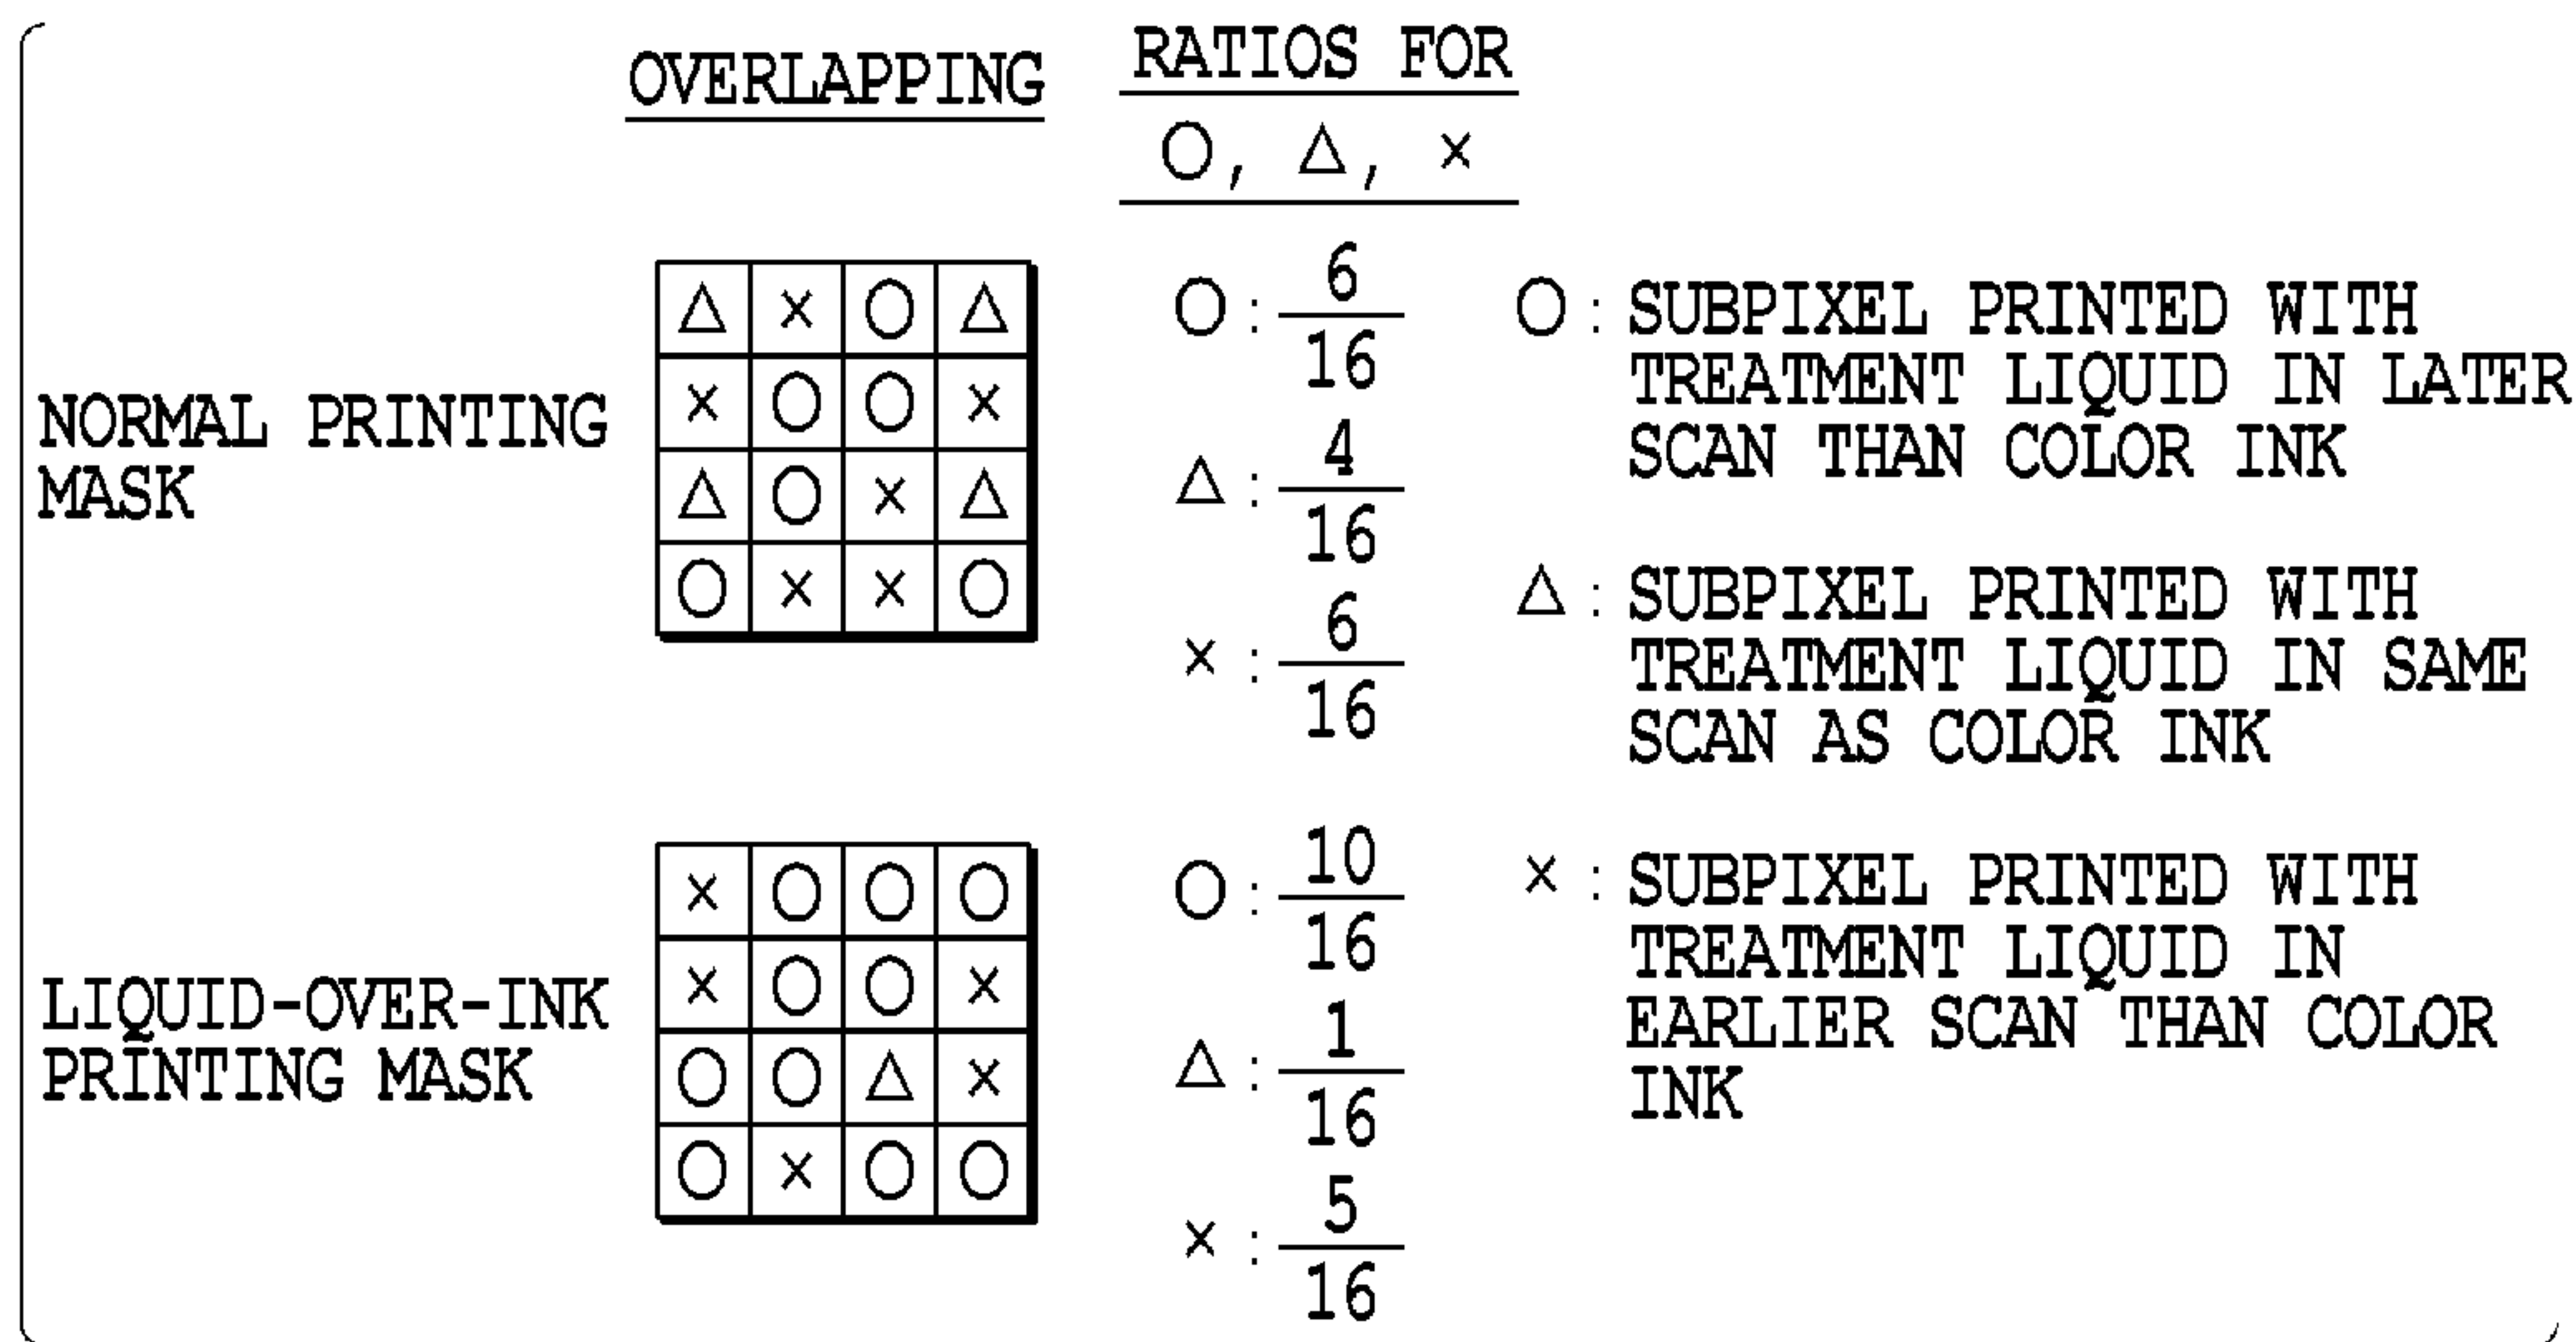 OVERLAPPING
RATIOS FOR
○, △, ×
NORMAL PRINTING
MASK
△ × ○ △
× ○ ○ ×
△ ○ × △
○ × × ○
○: 6/16
△: 4/16
×: 6/16
○: SUBPIXEL PRINTED WITH
TREATMENT LIQUID IN LATER
SCAN THAN COLOR INK
△: SUBPIXEL PRINTED WITH
TREATMENT LIQUID IN SAME
SCAN AS COLOR INK
×: SUBPIXEL PRINTED WITH
TREATMENT LIQUID IN
EARLIER SCAN THAN COLOR
INK
LIQUID-OVER-INK
PRINTING MASK
× ○ ○ ○
× ○ ○ ×
○ ○ △ ×
○ × ○ ○
○: 10/16
△: 1/16
×: 5/16